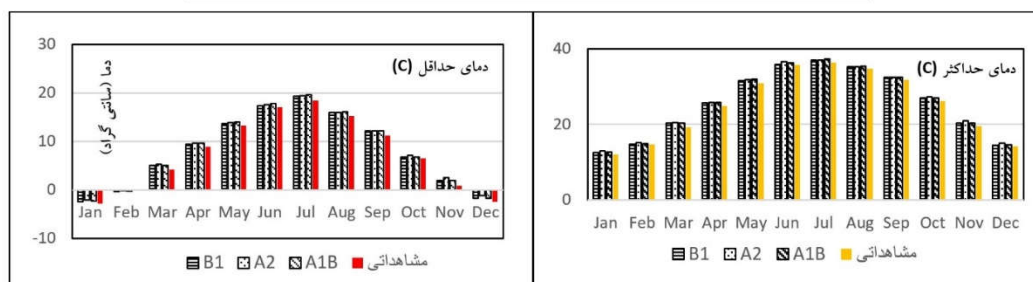 دمای حداقل (C)
دما (سانتی گراد)
30
20
10
0
-10
Jan Feb Mar Apr May Jun Jul Aug Sep Oct Nov Dec
B1 A2 A1B مشاهداتی
دمای حداکثر (C)
40
20
0
Jan Feb Mar Apr May Jun Jul Aug Sep Oct Nov Dec
B1 A2 A1B مشاهداتی